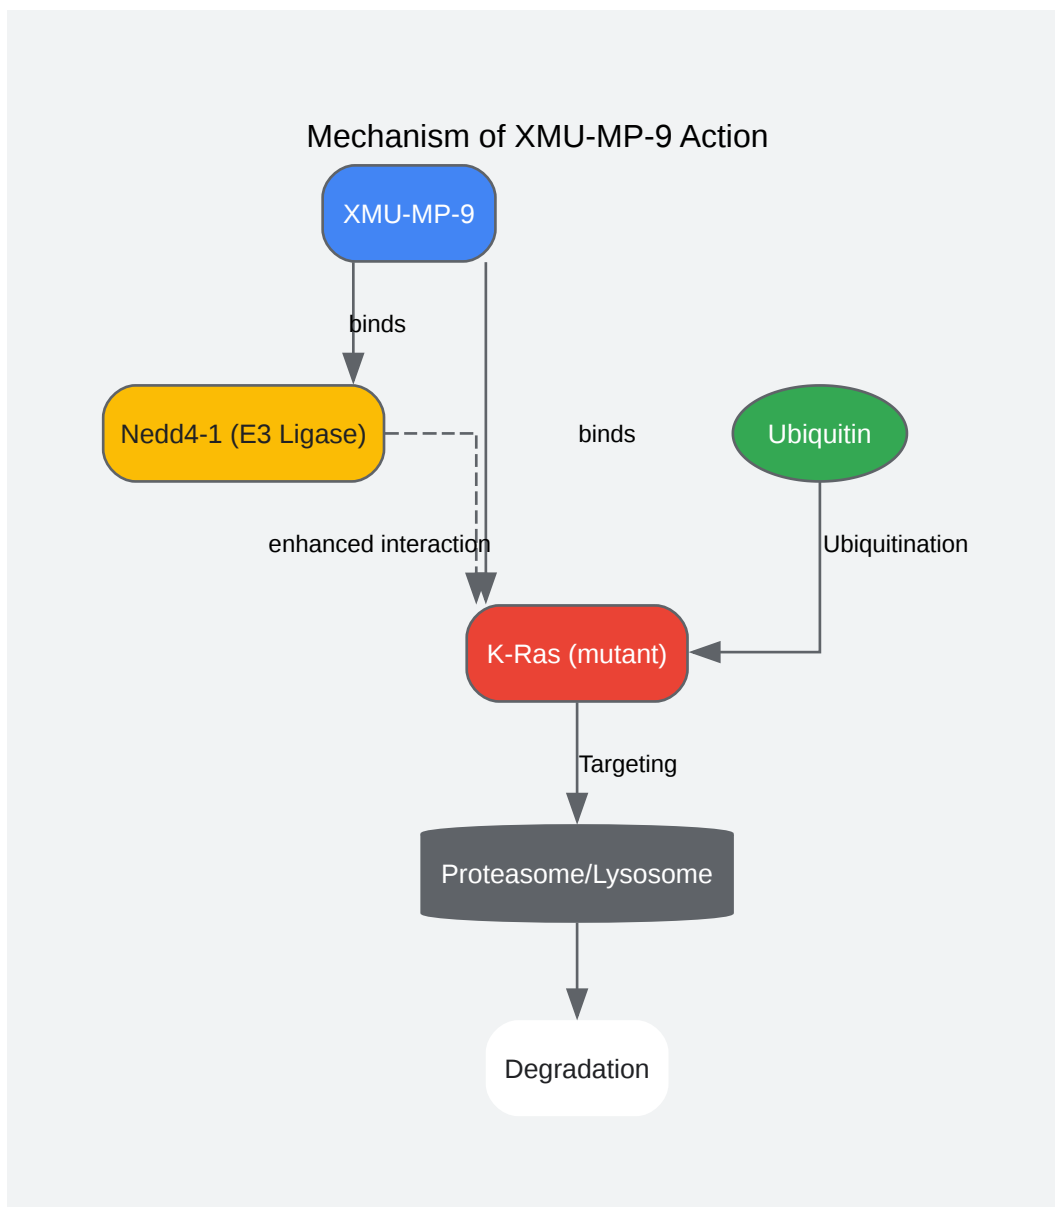 Mechanism of XMU-MP-9 Action
XMU-MP-9
binds
Nedd4-1 (E3 Ligase)
binds
Ubiquitin
enhanced interaction
Ubiquitination
K-Ras (mutant)
Targeting
Proteasome/Lysosome
Degradation